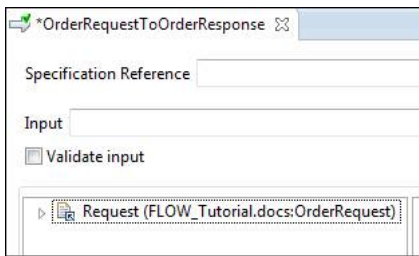 *OrderRequestToOrderResponse
Specification Reference
Input
Validate input
Request (FLOW_Tutorial.docs:OrderRequest)